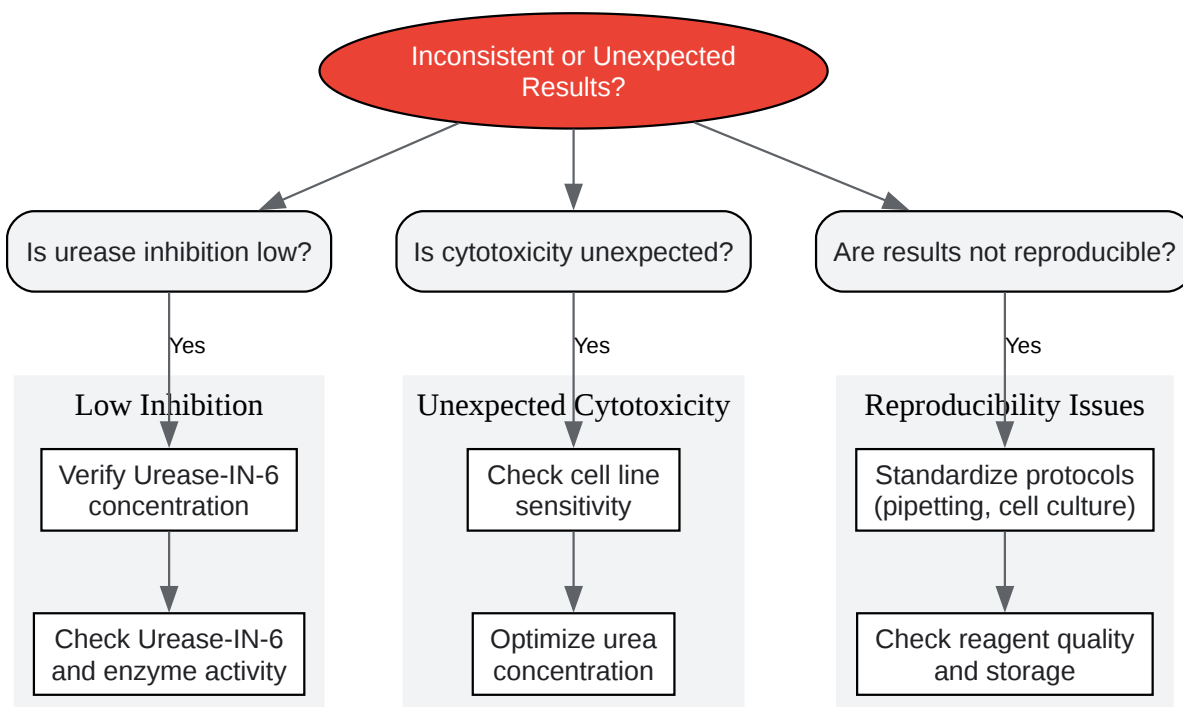 Inconsistent or Unexpected
Results?
Is urease inhibition low?
Is cytotoxicity unexpected?
Are results not reproducible?
Yes
Yes
Yes
Low Inhibition
Unexpected Cytotoxicity
Reproducibility Issues
Verify Urease-IN-6
concentration
Check cell line
sensitivity
Standardize protocols
(pipetting, cell culture)
Check Urease-IN-6
and enzyme activity
Optimize urea
concentration
Check reagent quality
and storage